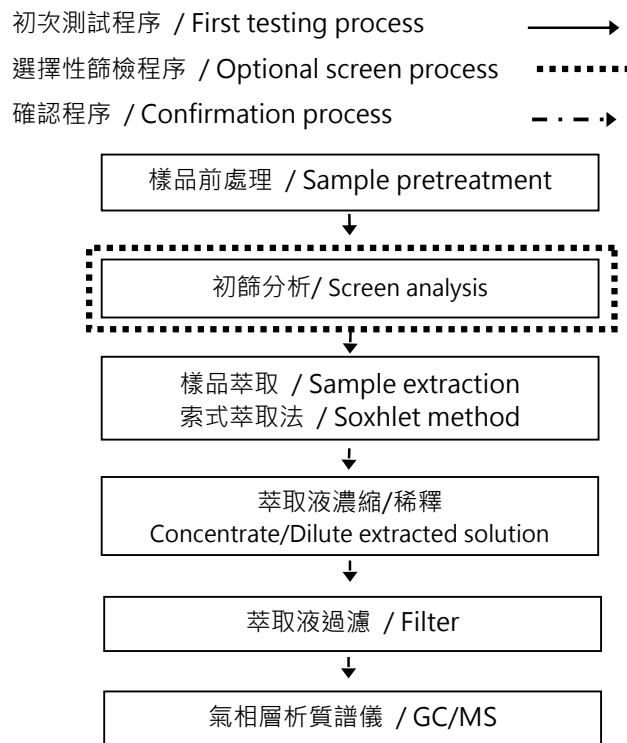 初次測試程序 / First testing process
選擇性篩檢程序 / Optional screen process
確認程序 / Confirmation process
樣品前處理 / Sample pretreatment
初篩分析/ Screen analysis
樣品萃取 / Sample extraction
索式萃取法 / Soxhlet method
萃取液濃縮/稀釋
Concentrate/Dilute extracted solution
萃取液過濾 / Filter
氣相層析質譜儀 / GC/MS